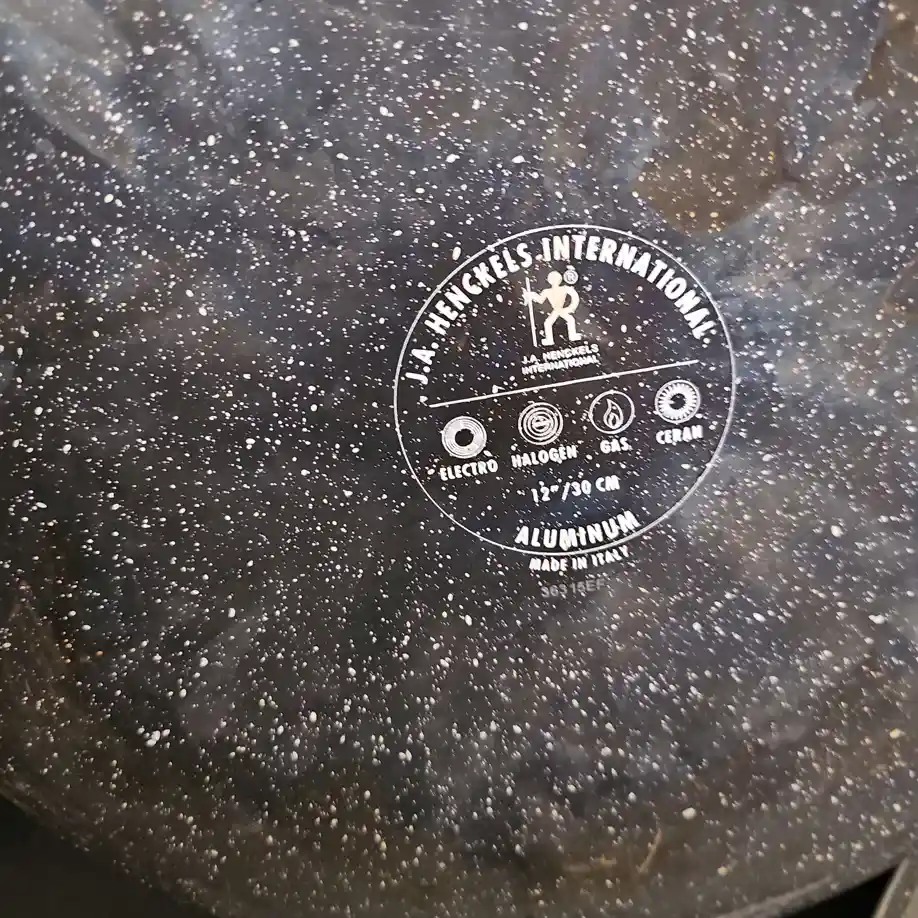 J.A. HENCKELS INTERNATIONAL
®
J.A. HENCKELS
INTERNATIONAL
ELECTRO HALOGEN GAS CERAN
12"/30 CM
ALUMINUM
MADE IN ITALY